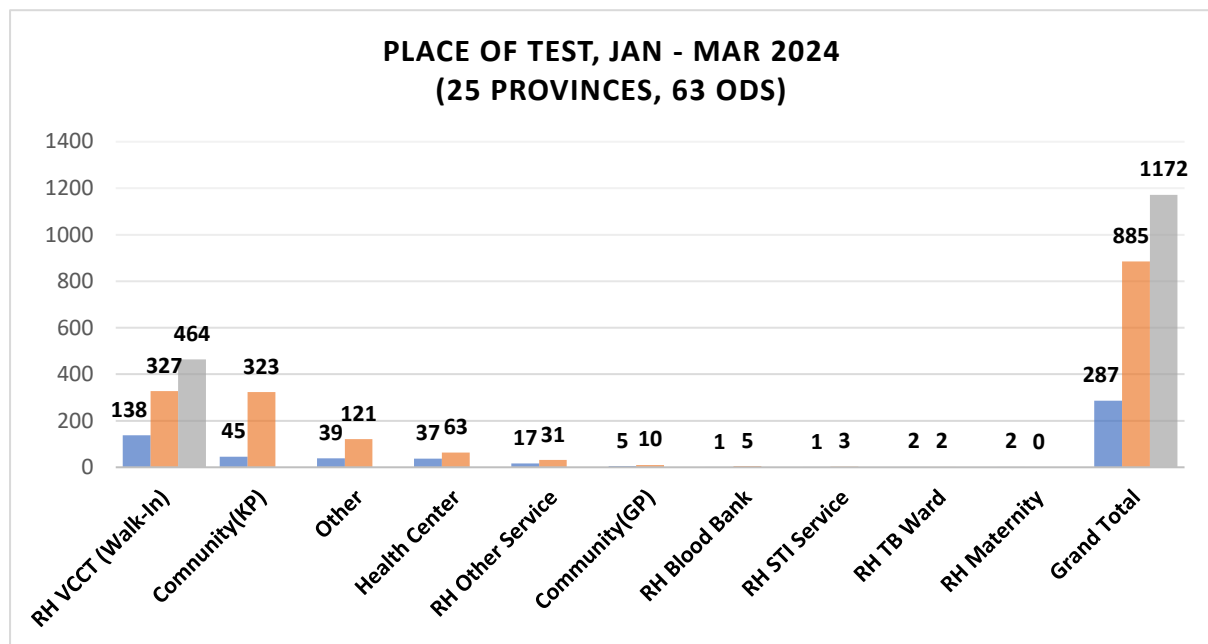 PLACE OF TEST, JAN - MAR 2024
(25 PROVINCES, 63 ODS)
1400
1200
1000
800
600
400
200
0
138
327
464
45
323
39
121
37
63
17
31
5
10
1
5
1
3
2
2
2
0
287
885
1172
RH VCCT (Walk-In)
Community(KP)
Other
Health Center
RH Other Service
Community(GP)
RH Blood Bank
RH STI Service
RH TB Ward
RH Maternity
Grand Total